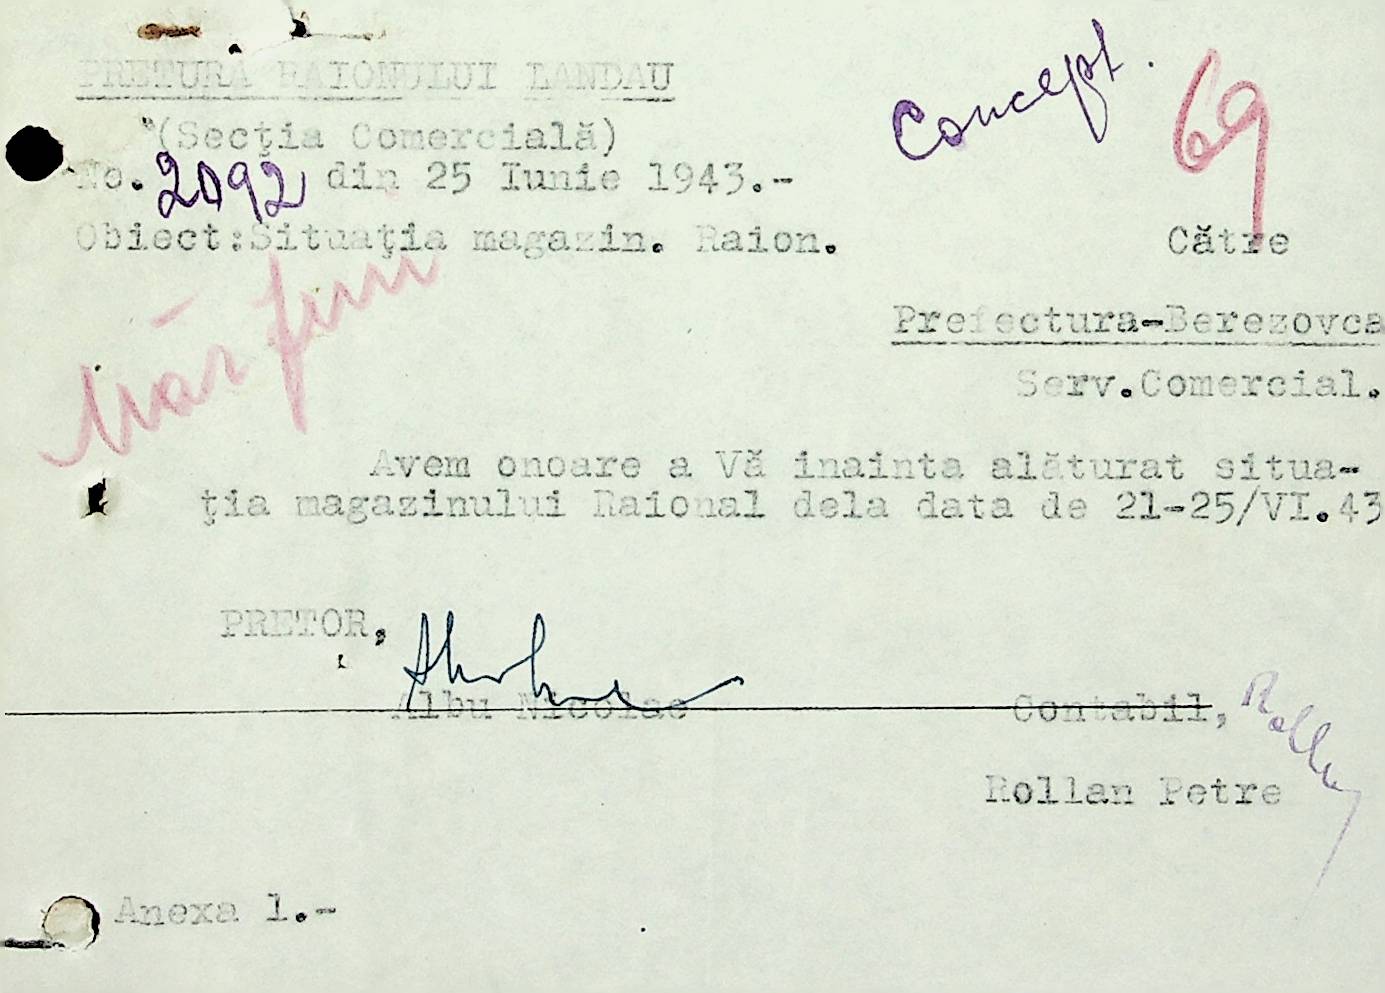 PRETURA RAIONULUI LANDAU
Concept.
69
(Secţia Comercială)
No. 2092 din 25 Iunie 1943.-
Obiect:Situaţia magazin. Raion.
Către
Prefectura-Berezovca
Serv.Comercial.
Avem onoare a Vă inainta alăturat situa-
ţia magazinului Raional dela data de 21-25/VI.43
PRETOR,
Albu Nicolae
Contabil,
Rollan Petre
Anexa 1.-